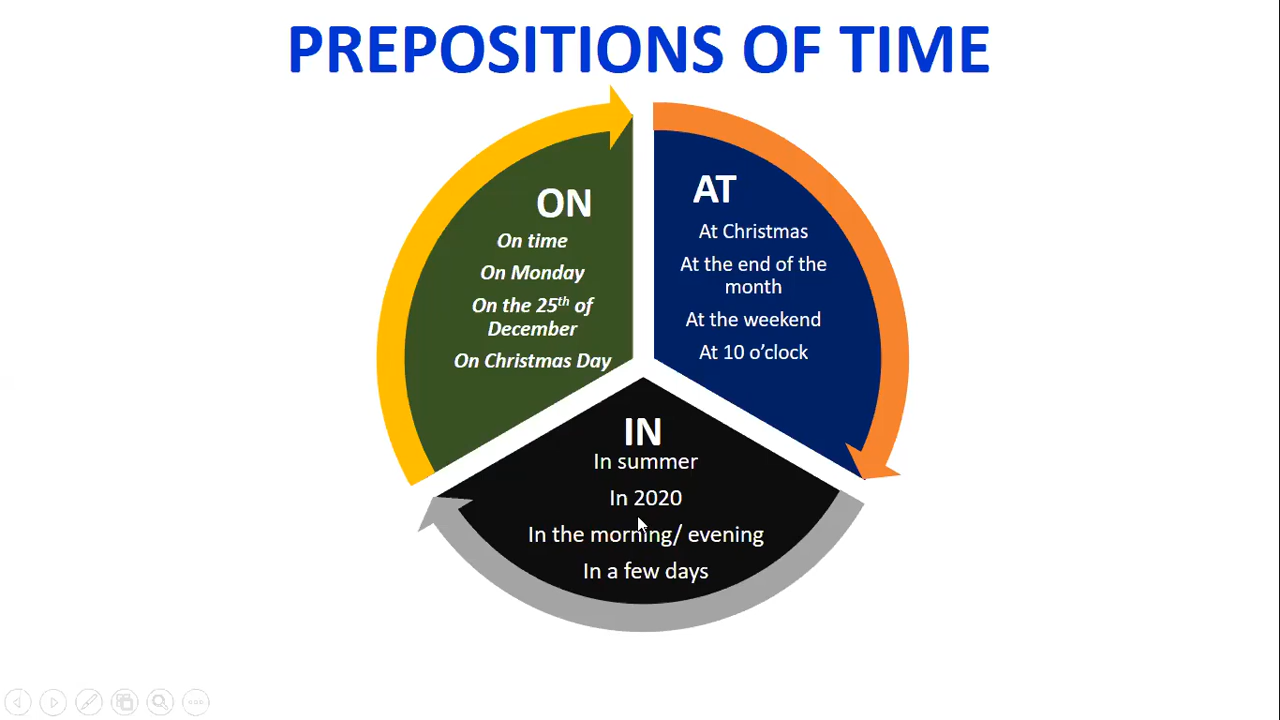 PREPOSITIONS OF TIME
ON
On time
On Monday
On the 25th of
December
On Christmas Day
AT
At Christmas
At the end of the
month
At the weekend
At 10 o’clock
IN
In summer
In 2020
In the morning/ evening
In a few days